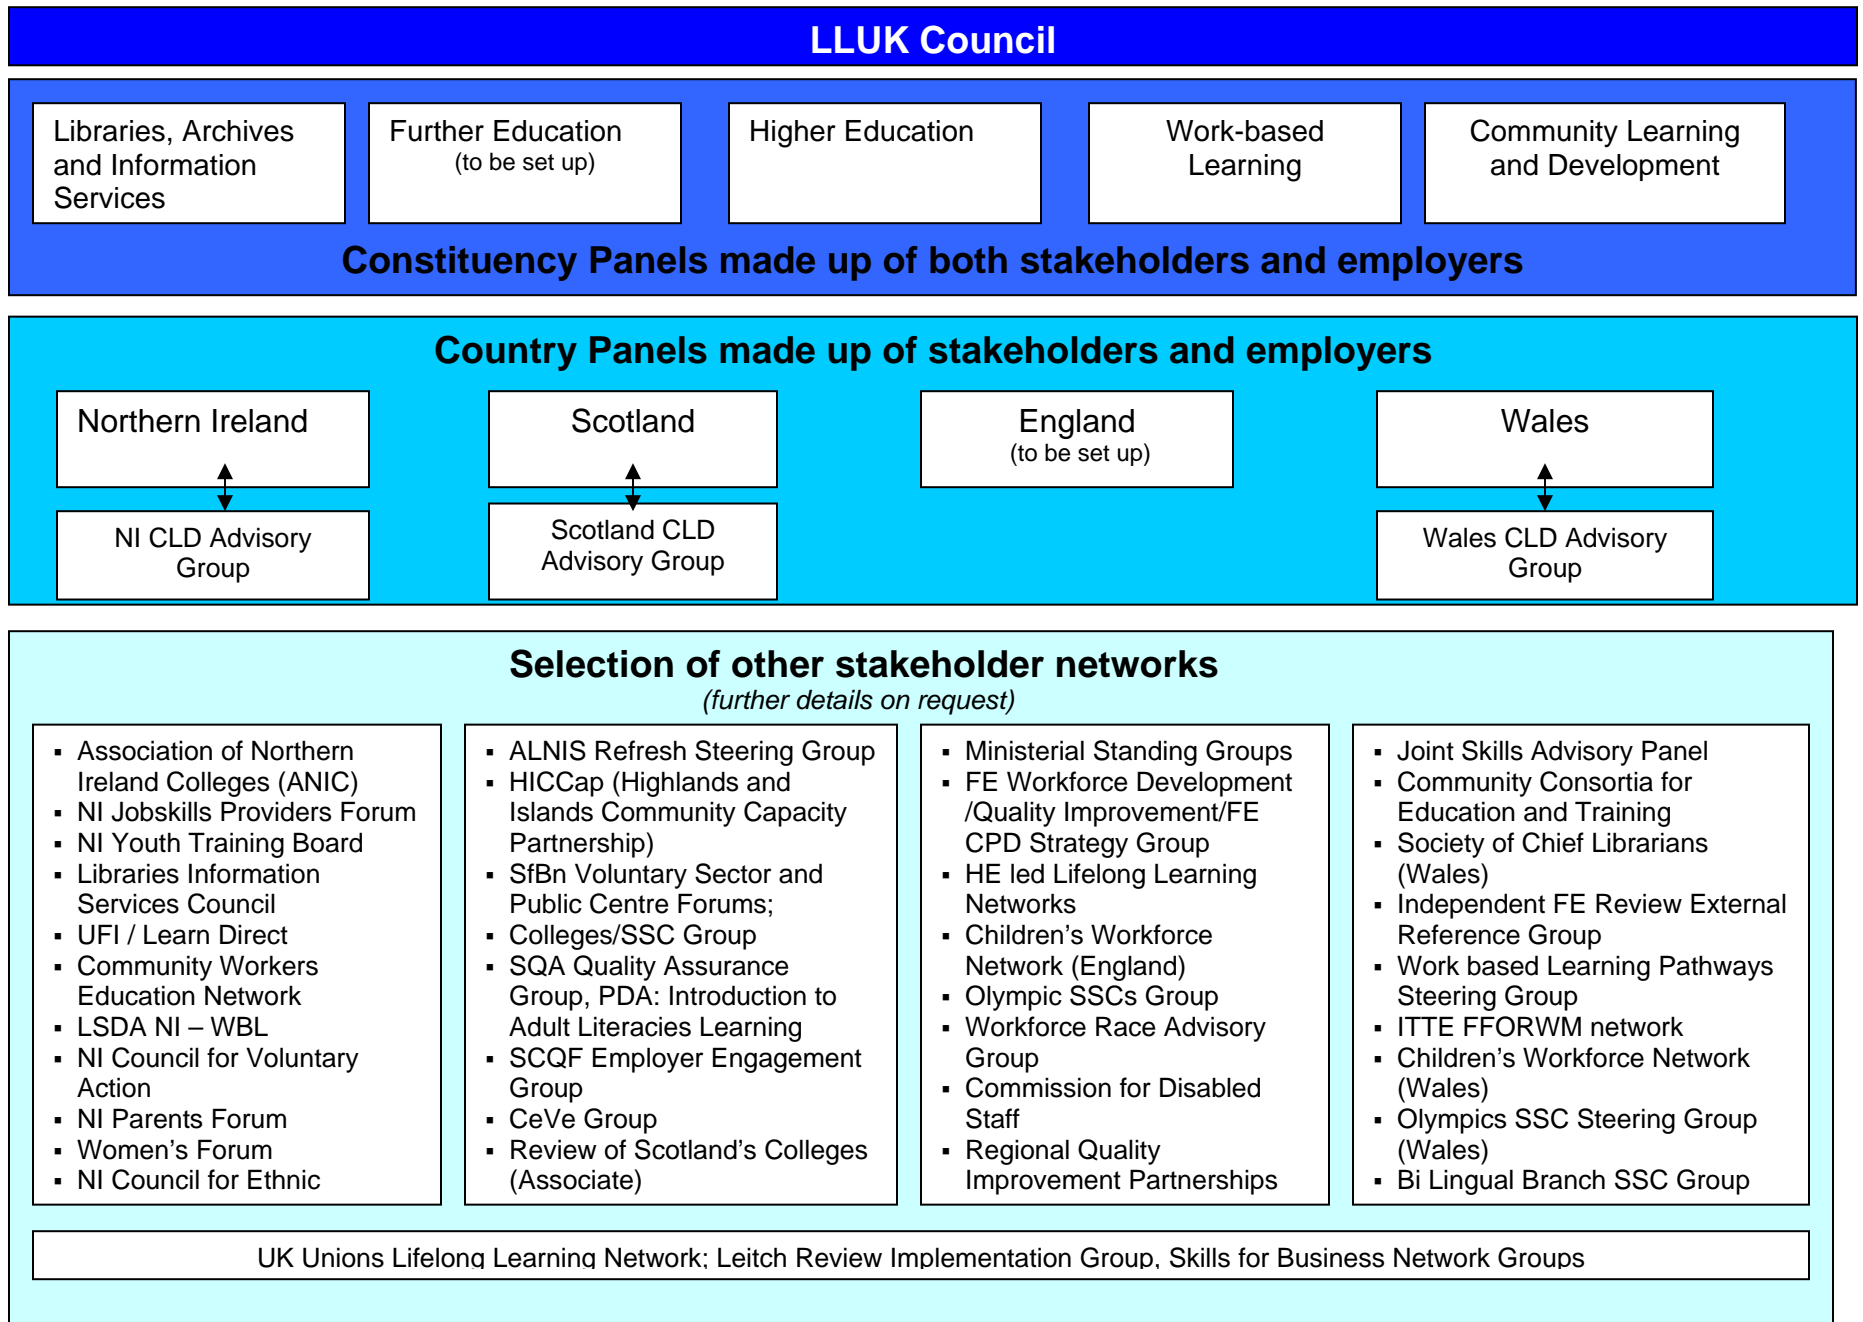 LLUK Council
Libraries, Archives
and Information
Services
Further Education
(to be set up)
Higher Education
Work-based
Learning
Community Learning
and Development
Constituency Panels made up of both stakeholders and employers
Country Panels made up of stakeholders and employers
Northern Ireland
Scotland
England
(to be set up)
Wales
NI CLD Advisory
Group
Scotland CLD
Advisory Group
Wales CLD Advisory
Group
Selection of other stakeholder networks
(further details on request)
▪ Association of Northern
Ireland Colleges (ANIC)
▪ NI Jobskills Providers Forum
▪ NI Youth Training Board
▪ Libraries Information
Services Council
▪ UFI / Learn Direct
▪ Community Workers
Education Network
▪ LSDA NI – WBL
▪ NI Council for Voluntary
Action
▪ NI Parents Forum
▪ Women’s Forum
▪ NI Council for Ethnic
▪ ALNIS Refresh Steering Group
▪ HICCap (Highlands and
Islands Community Capacity
Partnership)
▪ SfBn Voluntary Sector and
Public Centre Forums;
▪ Colleges/SSC Group
▪ SQA Quality Assurance
Group, PDA: Introduction to
Adult Literacies Learning
▪ SCQF Employer Engagement
Group
▪ CeVe Group
▪ Review of Scotland’s Colleges
(Associate)
▪ Ministerial Standing Groups
▪ FE Workforce Development
/Quality Improvement/FE
CPD Strategy Group
▪ HE led Lifelong Learning
Networks
▪ Children’s Workforce
Network (England)
▪ Olympic SSCs Group
▪ Workforce Race Advisory
Group
▪ Commission for Disabled
Staff
▪ Regional Quality
Improvement Partnerships
▪ Joint Skills Advisory Panel
▪ Community Consortia for
Education and Training
▪ Society of Chief Librarians
(Wales)
▪ Independent FE Review External
Reference Group
▪ Work based Learning Pathways
Steering Group
▪ ITTE FFORWM network
▪ Children’s Workforce Network
(Wales)
▪ Olympics SSC Steering Group
(Wales)
▪ Bi Lingual Branch SSC Group
UK Unions Lifelong Learning Network; Leitch Review Implementation Group, Skills for Business Network Groups